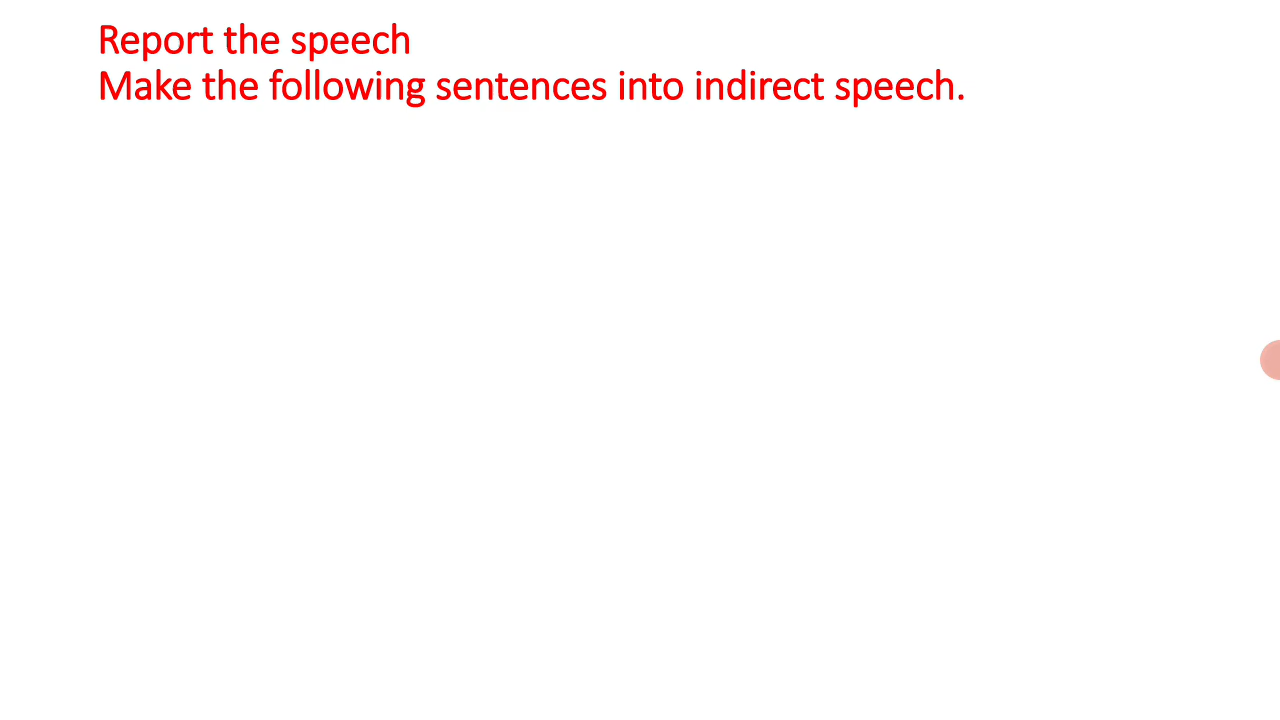 Report the speech
Make the following sentences into indirect speech.